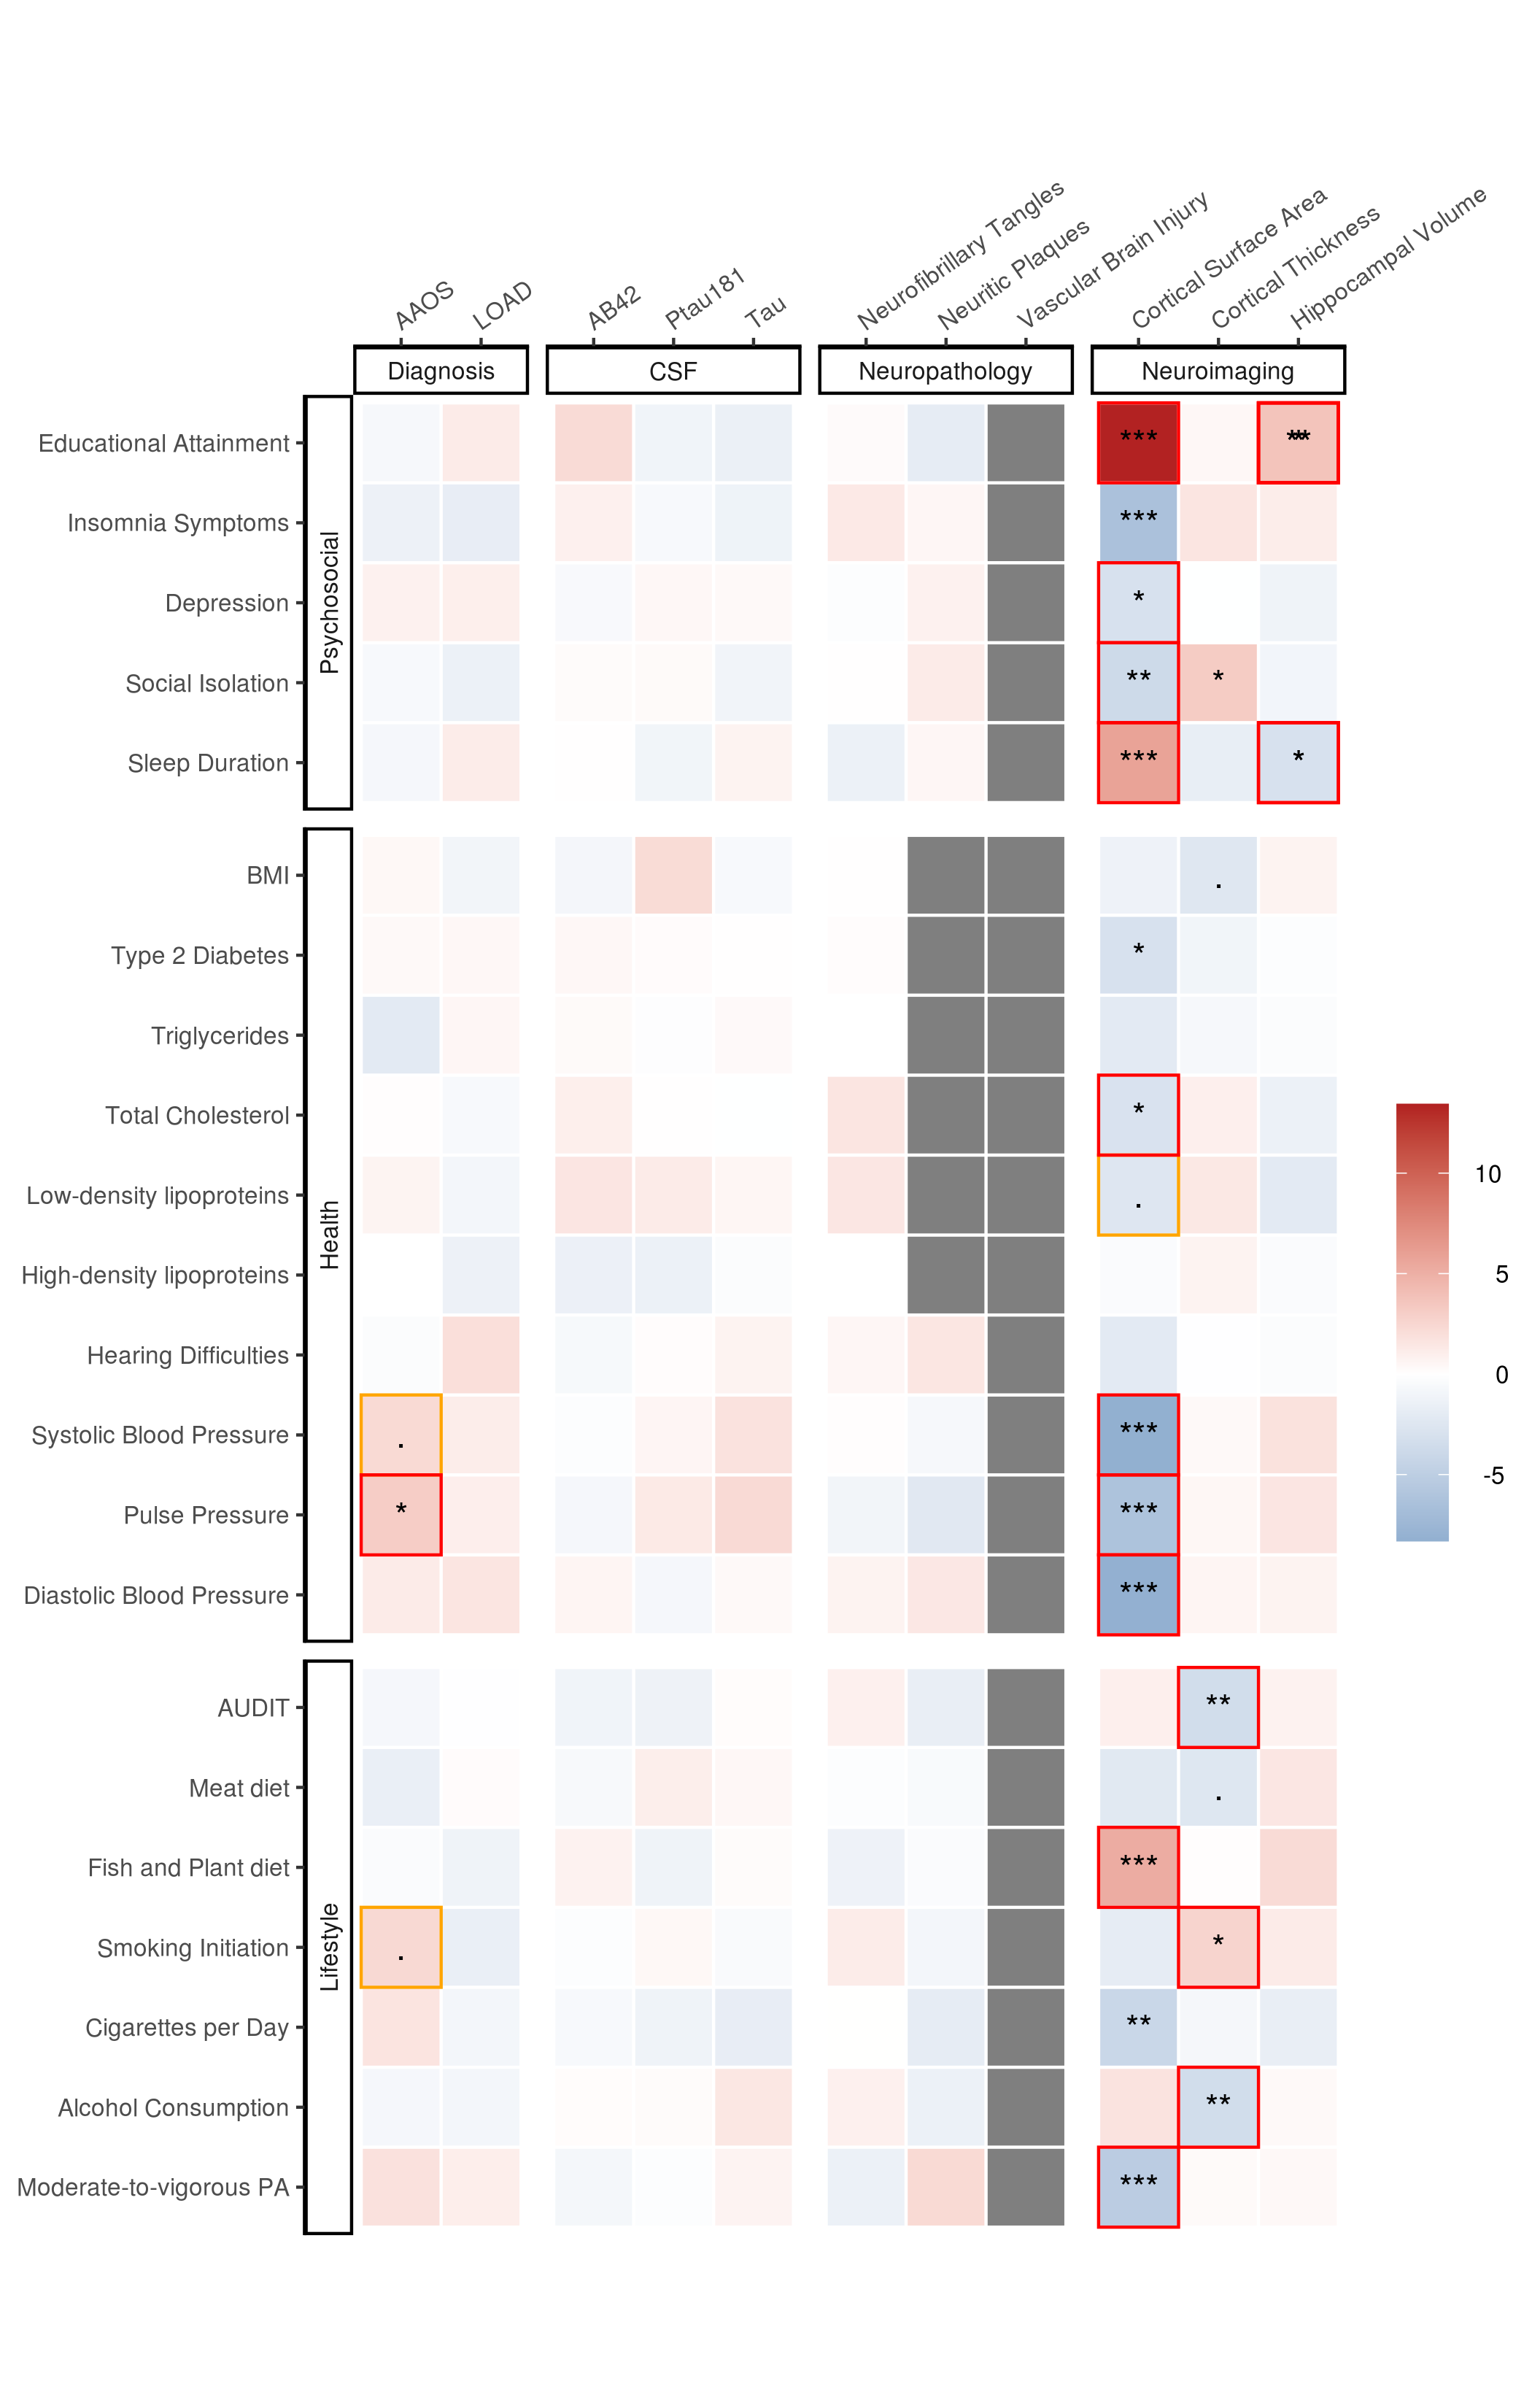 AAOS LOAD AB42 Ptau181 Tau Neurofibrillary Tangles Neuritic Plaques Vascular Brain Injury Cortical Surface Area Cortical Thickness Hippocampal Volume
Diagnosis CSF Neuropathology Neuroimaging
Psychosocial
Educational Attainment *** ***
Insomnia Symptoms ***
Depression *
Social Isolation ** *
Sleep Duration *** *
Health
BMI .
Type 2 Diabetes *
Triglycerides
Total Cholesterol *
Low-density lipoproteins .
High-density lipoproteins
Hearing Difficulties
Systolic Blood Pressure . ***
Pulse Pressure * ***
Diastolic Blood Pressure ***
Lifestyle
AUDIT **
Meat diet .
Fish and Plant diet ***
Smoking Initiation . *
Cigarettes per Day **
Alcohol Consumption **
Moderate-to-vigorous PA ***
10
5
0
-5